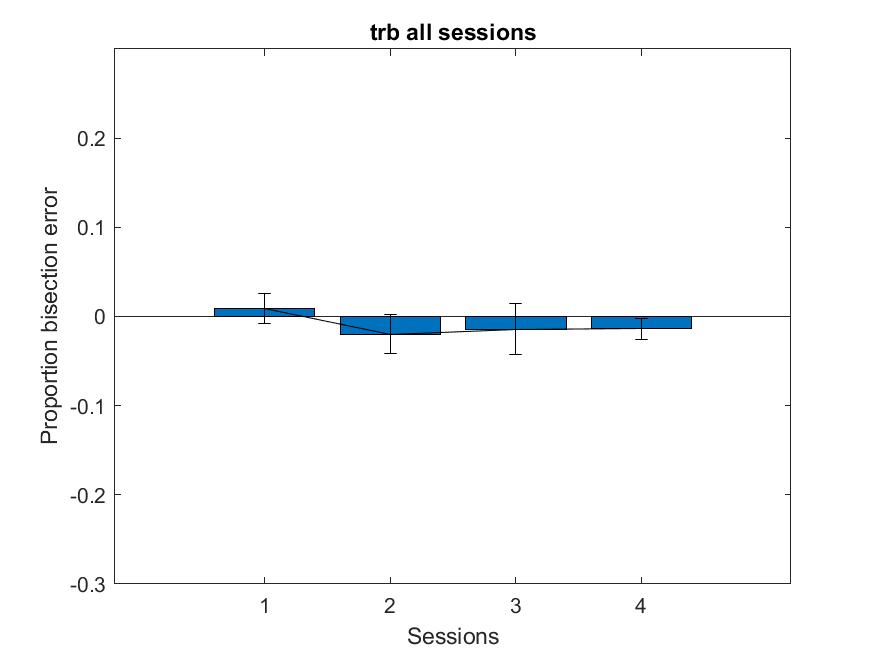 trb all sessions
Proportion bisection error
0.2
0.1
0
-0.1
-0.2
-0.3
1 2 3 4
Sessions